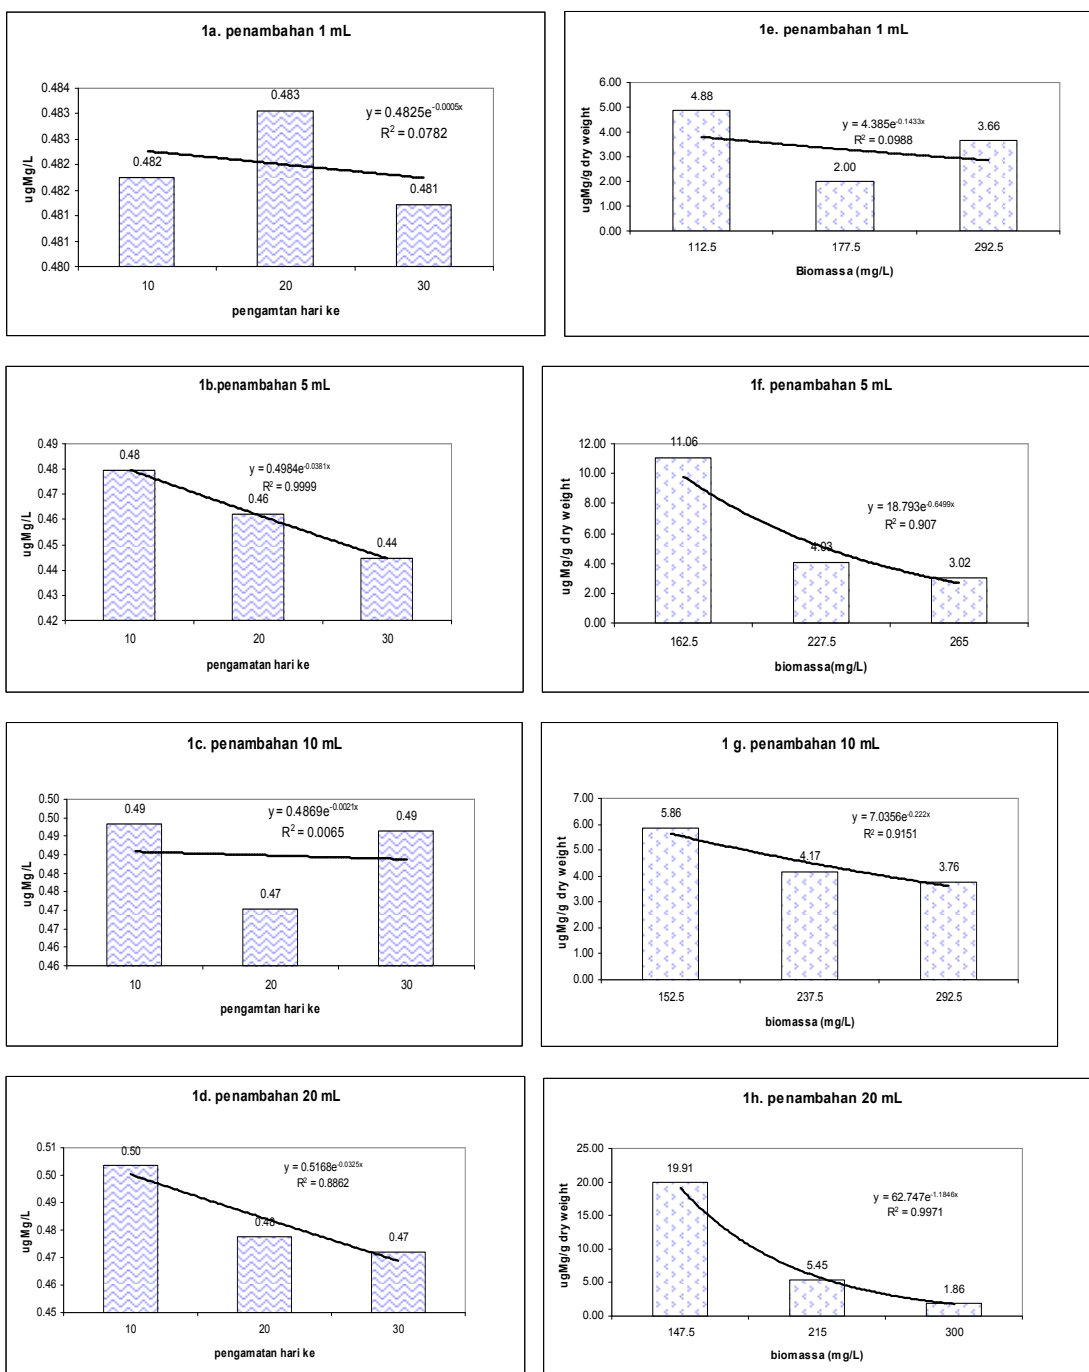 1a. penambahan 1 mL
ugMg/L
0.484
0.483
0.483
0.482
0.482
0.481
0.481
0.480
0.482
0.483
0.481
y = 0.4825e-0.0005x
R2 = 0.0782
10 20 30
pengamtan hari ke
1e. penambahan 1 mL
ugMg/g dry weight
6.00
5.00
4.00
3.00
2.00
1.00
0.00
4.88
2.00
3.66
y = 4.385e-0.1433x
R2 = 0.0988
112.5 177.5 292.5
Biomassa (mg/L)
1b.penambahan 5 mL
ugMg/L
0.49
0.48
0.47
0.46
0.45
0.44
0.43
0.42
0.48
0.46
0.44
y = 0.4984e-0.0381x
R2 = 0.9999
10 20 30
pengamatan hari ke
1f. penambahan 5 mL
ugMg/g dry weight
12.00
10.00
8.00
6.00
4.00
2.00
0.00
11.06
4.03
3.02
y = 18.793e-0.6499x
R2 = 0.907
162.5 227.5 265
biomassa(mg/L)
1c. penambahan 10 mL
ugMg/L
0.50
0.49
0.49
0.48
0.48
0.47
0.47
0.46
0.46
0.49
0.47
0.49
y = 0.4869e-0.0021x
R2 = 0.0065
10 20 30
pengamtan hari ke
1 g. penambahan 10 mL
ugMg/g dry weight
7.00
6.00
5.00
4.00
3.00
2.00
1.00
0.00
5.86
4.17
3.76
y = 7.0356e-0.222x
R2 = 0.9151
152.5 237.5 292.5
biomassa (mg/L)
1d. penambahan 20 mL
ugMg/L
0.51
0.50
0.49
0.48
0.47
0.46
0.45
0.50
0.48
0.47
y = 0.5168e-0.0325x
R2 = 0.8862
10 20 30
pengamatan hari ke
1h. penambahan 20 mL
ugMg/g dry weight
25.00
20.00
15.00
10.00
5.00
0.00
19.91
5.45
1.86
y = 62.747e-1.1846x
R2 = 0.9971
147.5 215 300
biomassa (mg/L)